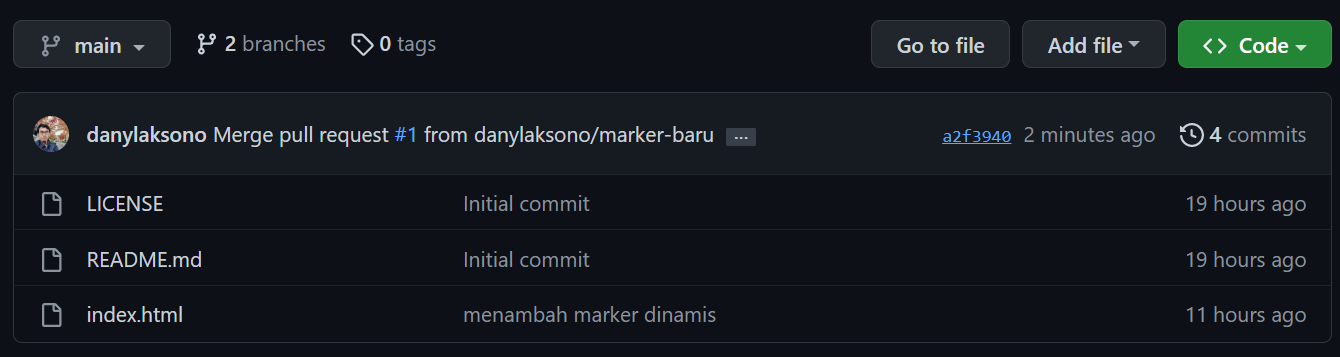 main 2 branches 0 tags Go to file Add file <> Code
danylaksono Merge pull request #1 from danylaksono/marker-baru ... a2f3940 2 minutes ago 4 commits
LICENSE Initial commit 19 hours ago
README.md Initial commit 19 hours ago
index.html menambah marker dinamis 11 hours ago